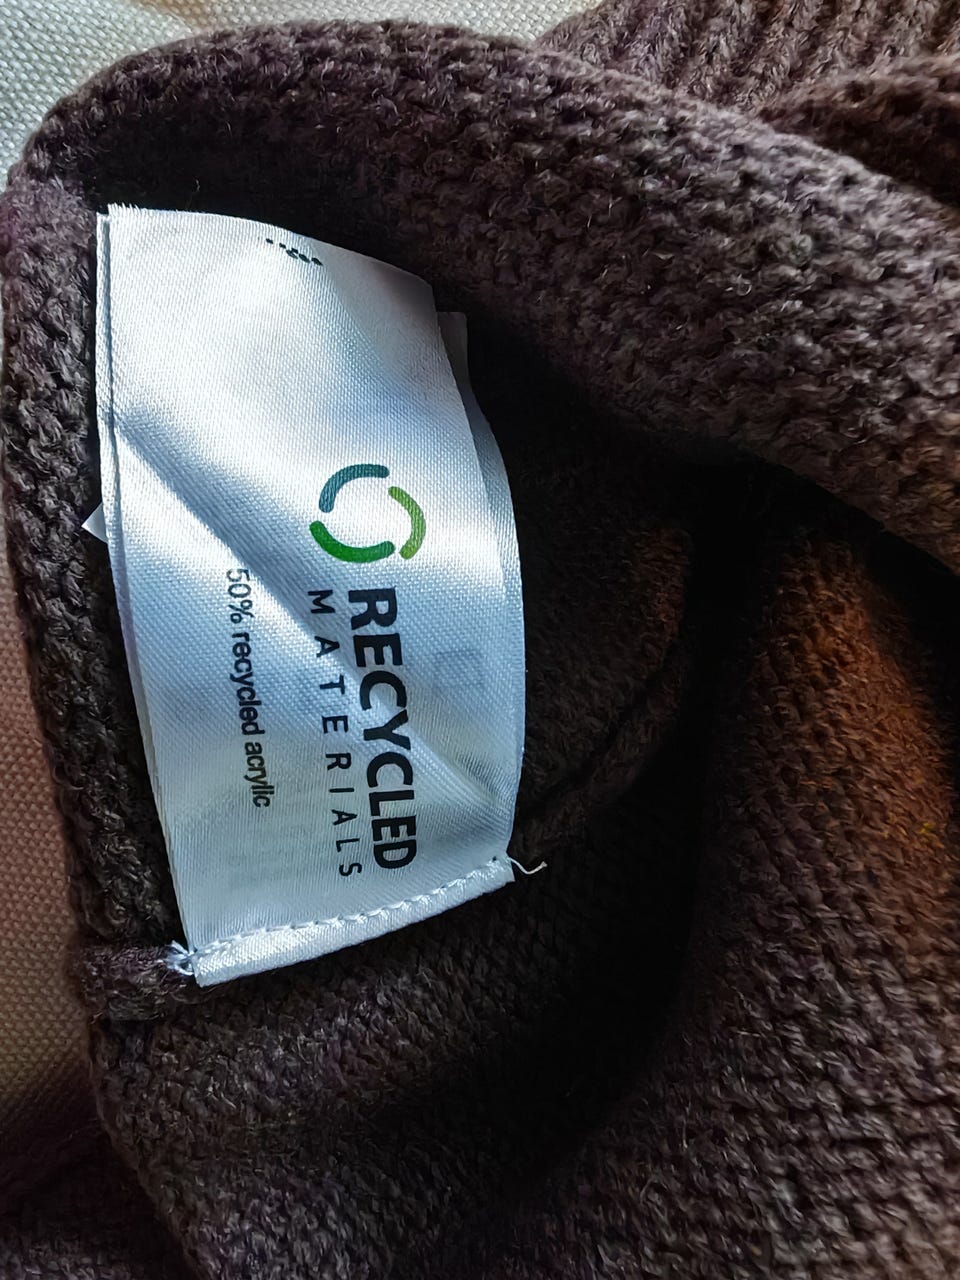 RECYCLED
MATERIALS
50% recycled acrylic